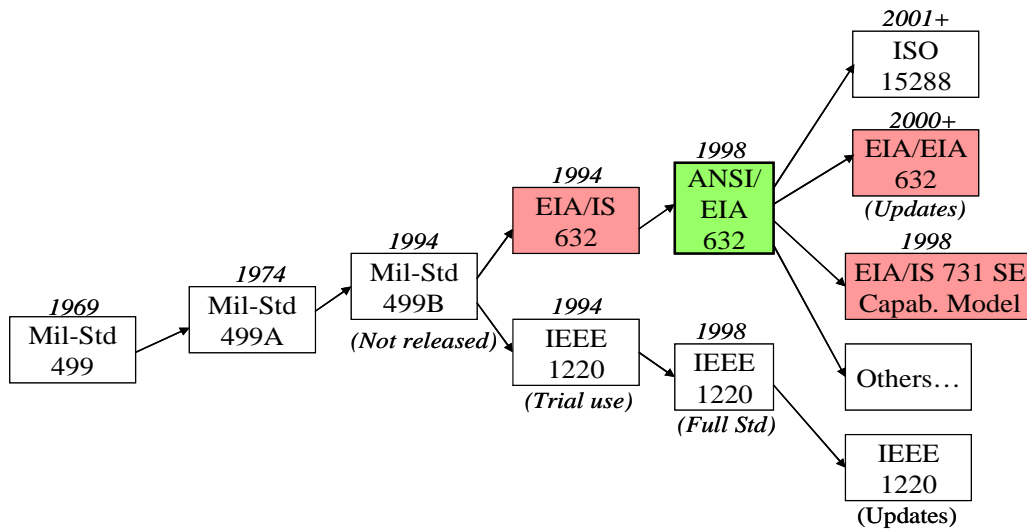 1969
Mil-Std
499
1974
Mil-Std
499A
1994
Mil-Std
499B
(Not released)
1994
EIA/IS
632
1994
IEEE
1220
(Trial use)
1998
ANSI/
EIA
632
1998
IEEE
1220
(Full Std)
2001+
ISO
15288
2000+
EIA/EIA
632
(Updates)
1998
EIA/IS 731 SE
Capab. Model
Others…
IEEE
1220
(Updates)